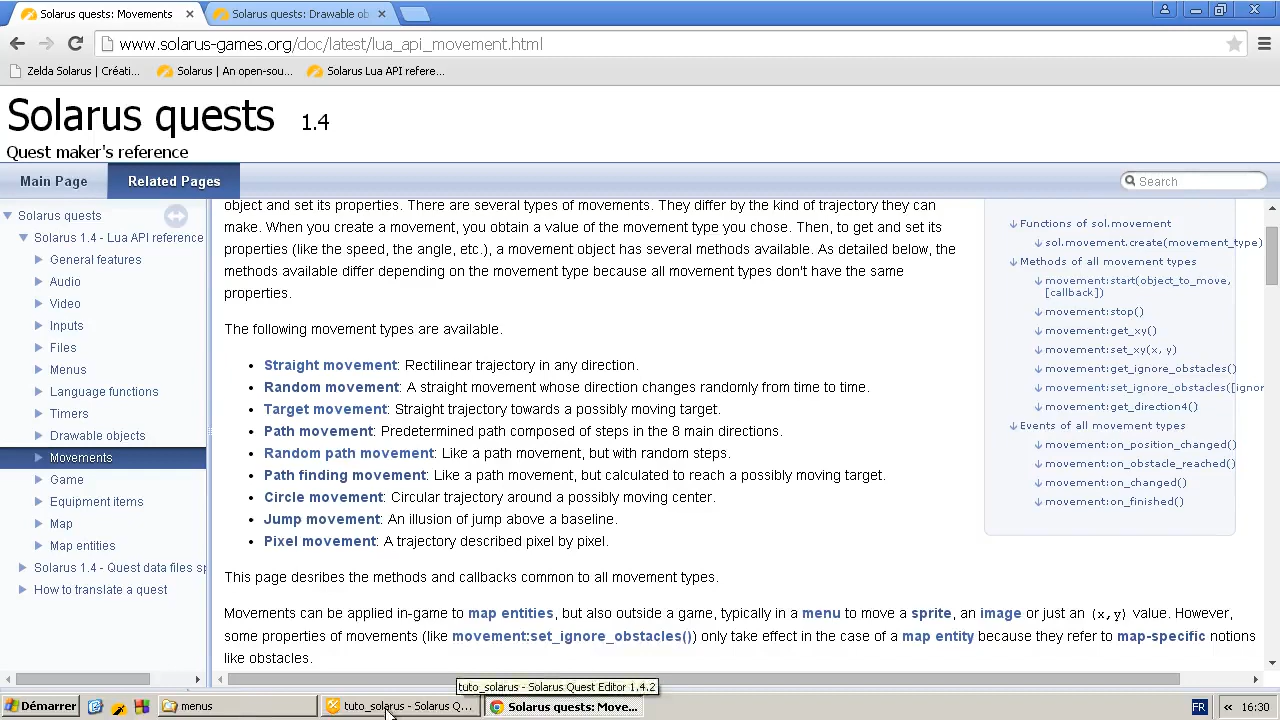 Solarus quests: Movements
Solarus quests: Drawable ob
www.solarus-games.org/doc/latest/lua_api_movement.html
Zelda Solarus | Créati...
Solarus | An open-sou...
Solarus Lua API refere...
Solarus quests 1.4
Quest maker's reference
Main Page
Related Pages
Search
Solarus quests
Solarus 1.4 - Lua API reference
General features
Audio
Video
Inputs
Files
Menus
Language functions
Timers
Drawable objects
Movements
Game
Equipment items
Map
Map entities
Solarus 1.4 - Quest data files sp
How to translate a quest
object and set its properties. There are several types of movements. They differ by the kind of trajectory they can
make. When you create a movement, you obtain a value of the movement type you chose. Then, to get and set its
properties (like the speed, the angle, etc.), a movement object has several methods available. As detailed below, the
methods available differ depending on the movement type because all movement types don't have the same
properties.
The following movement types are available.
• Straight movement: Rectilinear trajectory in any direction.
• Random movement: A straight movement whose direction changes randomly from time to time.
• Target movement: Straight trajectory towards a possibly moving target.
• Path movement: Predetermined path composed of steps in the 8 main directions.
• Random path movement: Like a path movement, but with random steps.
• Path finding movement: Like a path movement, but calculated to reach a possibly moving target.
• Circle movement: Circular trajectory around a possibly moving center.
• Jump movement: An illusion of jump above a baseline.
• Pixel movement: A trajectory described pixel by pixel.
This page desribes the methods and callbacks common to all movement types.
Movements can be applied in-game to map entities, but also outside a game, typically in a menu to move a sprite, an image or just an (x,y) value. However,
some properties of movements (like movement:set_ignore_obstacles()) only take effect in the case of a map entity because they refer to map-specific notions
like obstacles.
↓ Functions of sol.movement
↓ sol.movement.create(movement_type)
↓ Methods of all movement types
↓ movement:start(object_to_move,
[callback])
↓ movement:stop()
↓ movement:get_xy()
↓ movement:set_xy(x, y)
↓ movement:get_ignore_obstacles()
↓ movement:set_ignore_obstacles([ignor
↓ movement:get_direction4()
↓ Events of all movement types
↓ movement:on_position_changed()
↓ movement:on_obstacle_reached()
↓ movement:on_changed()
↓ movement:on_finished()
tuto_solarus - Solarus Quest Editor 1.4.2
Démarrer
menus
tuto_solarus - Solarus Q...
Solarus quests: Move...
FR
«
16:30